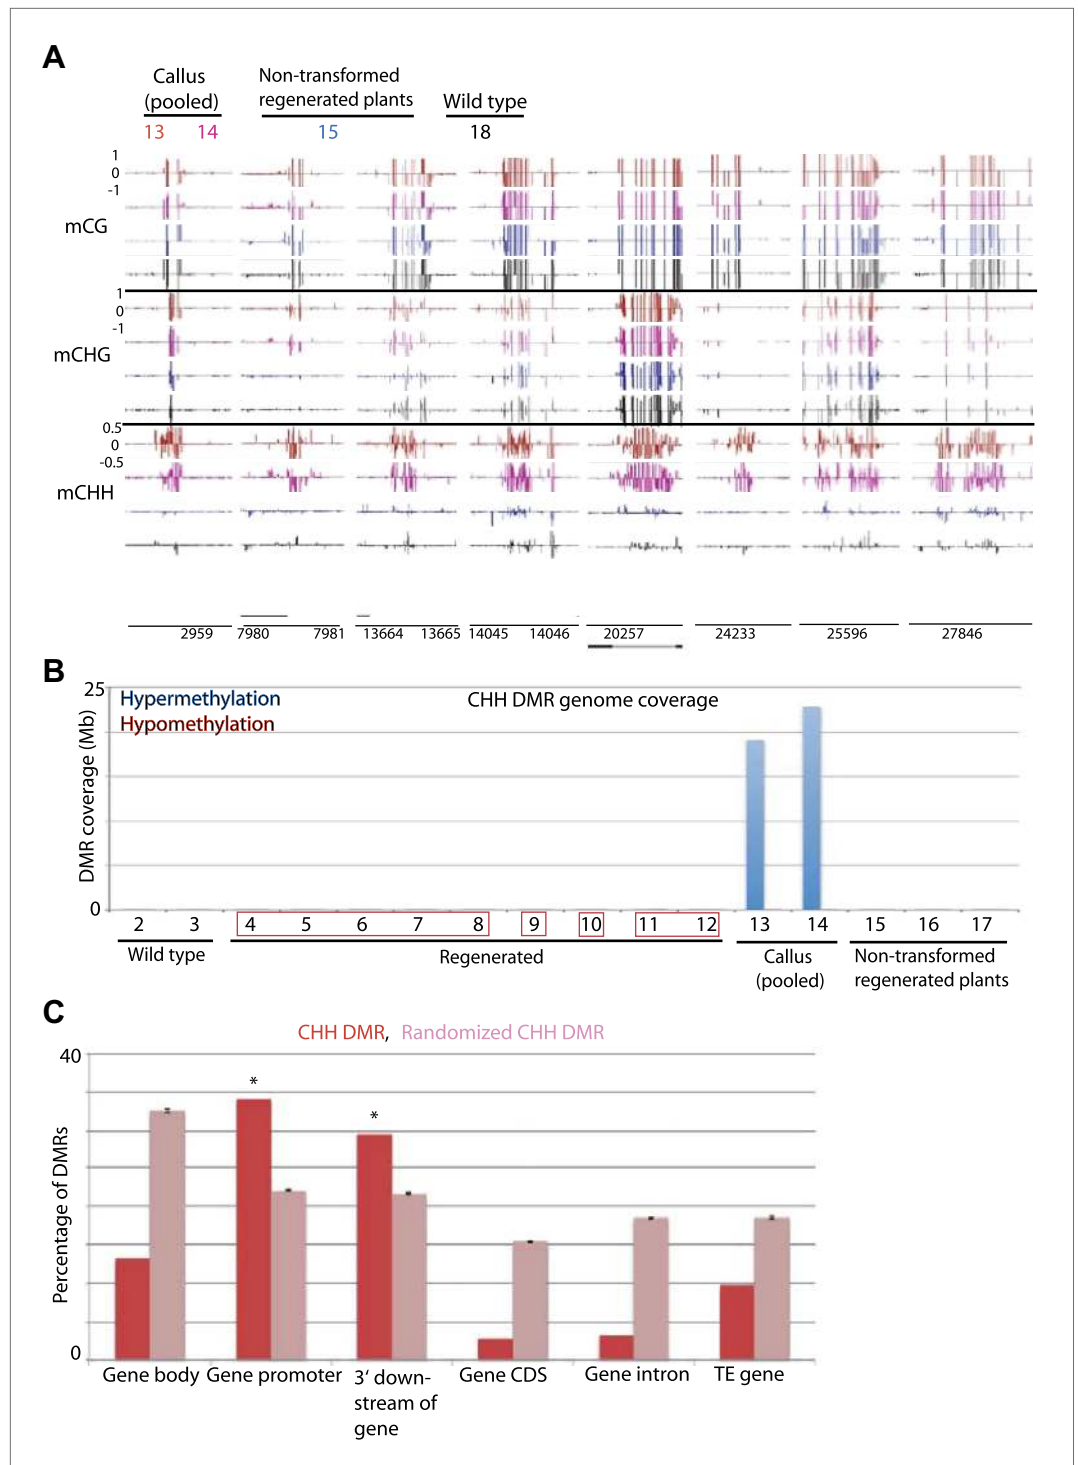 A
Callus
(pooled)
Non-transformed
regenerated plants
Wild type
13 14 15 18
1
0
-1
mCG
1
0
-1
mCHG
0.5
0
-0.5
mCHH
2959 7980 7981 13664 13665 14045 14046 20257 24233 25596 27846
B
25
Hypermethylation
Hypomethylation
CHH DMR genome coverage
DMR coverage (Mb)
0
2 3 4 5 6 7 8 9 10 11 12 13 14 15 16 17
Wild type
Regenerated
Callus
(pooled)
Non-transformed
regenerated plants
C
CHH DMR, Randomized CHH DMR
40
* *
Percentage of DMRs
0
Gene body
Gene promoter
3' down-
stream of
gene
Gene CDS
Gene intron
TE gene